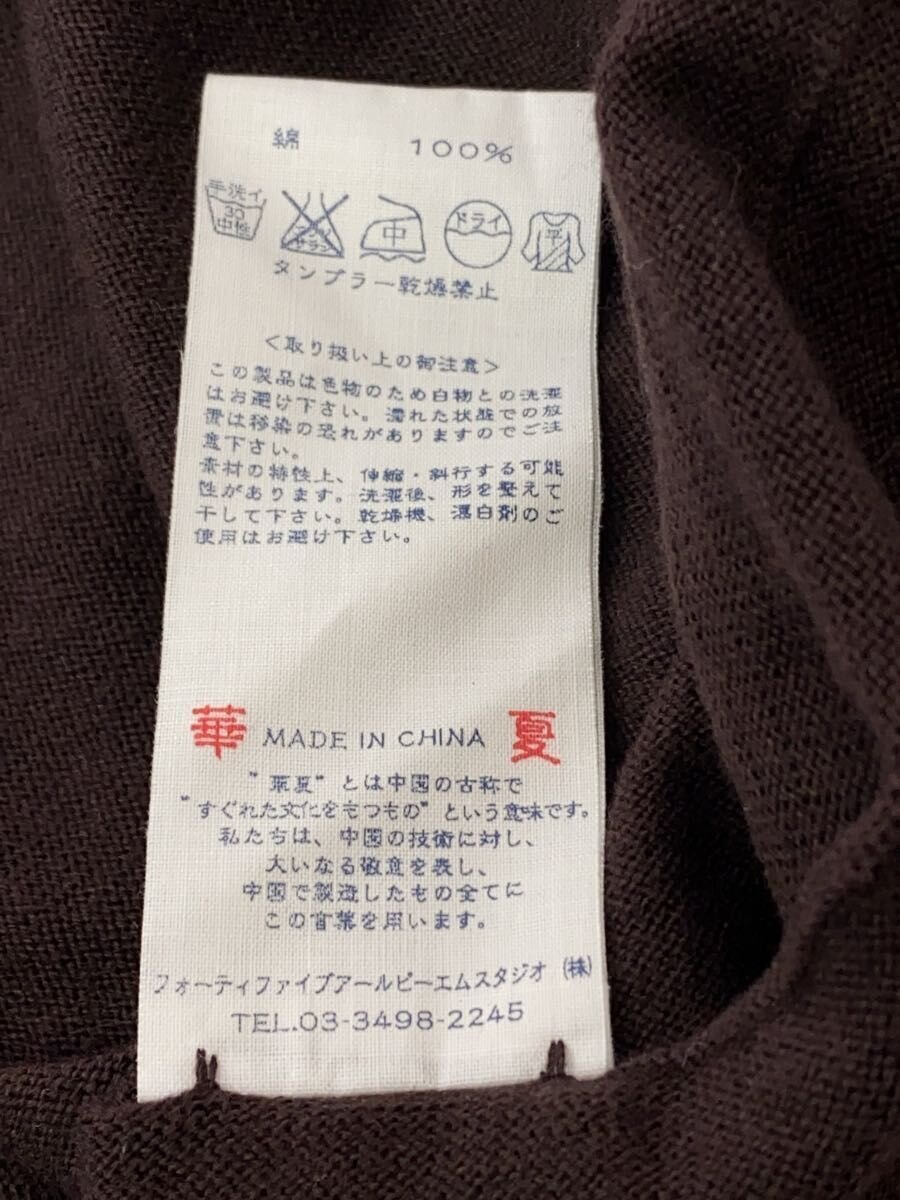 綿 100%
手洗イ
30
中性
エンソ
サラシ
中
ドライ
平
タンブラー乾燥禁止
<取り扱い上の御注意>
この製品は色物のため白物との洗濯
はお避け下さい。濡れた状態での放
置は移染の恐れがありますのでご注
意下さい。
素材の特性上、伸縮・斜行する可能
性があります。洗濯後、形を整えて
干して下さい。乾燥機、漂白剤のご
使用はお避け下さい。
華 MADE IN CHINA 夏
"華夏" とは中国の古称で
"すぐれた文化をもつもの" という意味です。
私たちは、中国の技術に対し、
大いなる敬意を表し、
中国で製造したもの全てに
この言葉を用います。
フォーティファイブアールピーエムスタジオ (株)
TEL.03-3498-2245